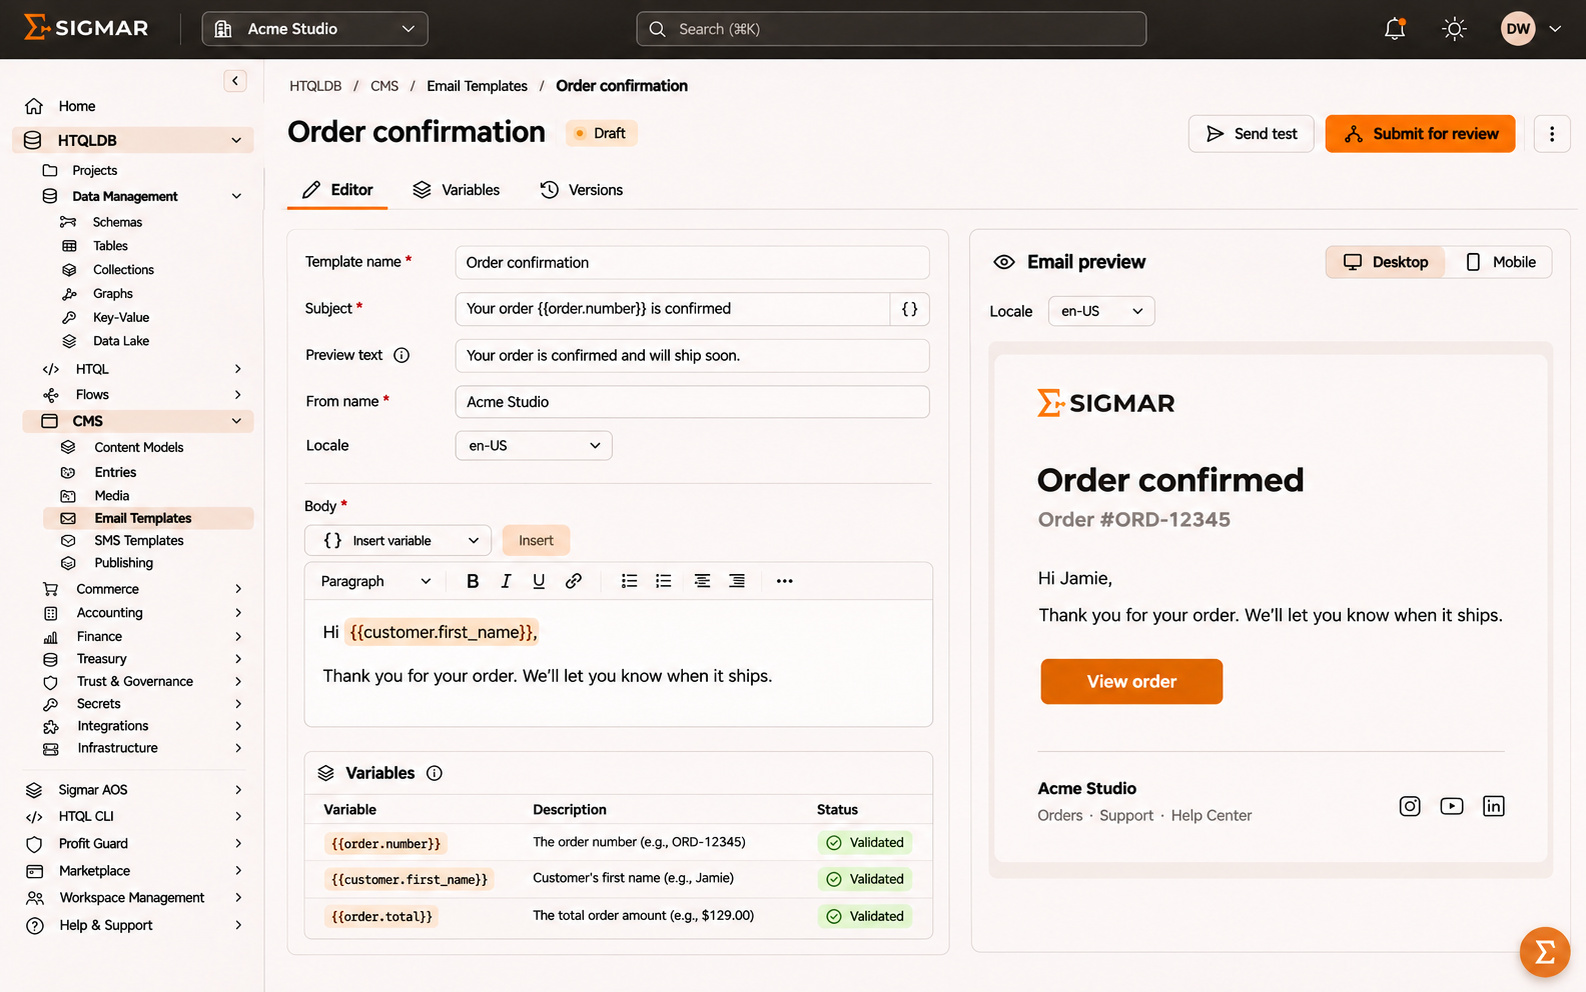 SIGMAR
Acme Studio
Search (⌘K)
DW
Home
HTQLDB
Projects
Data Management
Schemas
Tables
Collections
Graphs
Key-Value
Data Lake
HTQL
Flows
CMS
Content Models
Entries
Media
Email Templates
SMS Templates
Publishing
Commerce
Accounting
Finance
Treasury
Trust & Governance
Secrets
Integrations
Infrastructure
Sigmar AOS
HTQL CLI
Profit Guard
Marketplace
Workspace Management
Help & Support
HTQLDB / CMS / Email Templates / Order confirmation
Order confirmation
Draft
Send test
Submit for review
Editor
Variables
Versions
Template name *
Order confirmation
Subject *
Your order {{order.number}} is confirmed
{}
Preview text
Your order is confirmed and will ship soon.
From name *
Acme Studio
Locale
en-US
Body *
{} Insert variable
Insert
Paragraph
B I U
Hi {{customer.first_name}},
Thank you for your order. We'll let you know when it ships.
Variables
Variable Description Status
{{order.number}} The order number (e.g., ORD-12345) Validated
{{customer.first_name}} Customer's first name (e.g., Jamie) Validated
{{order.total}} The total order amount (e.g., $129.00) Validated
Email preview
Desktop
Mobile
Locale
en-US
SIGMAR
Order confirmed
Order #ORD-12345
Hi Jamie,
Thank you for your order. We'll let you know when it ships.
View order
Acme Studio
Orders · Support · Help Center